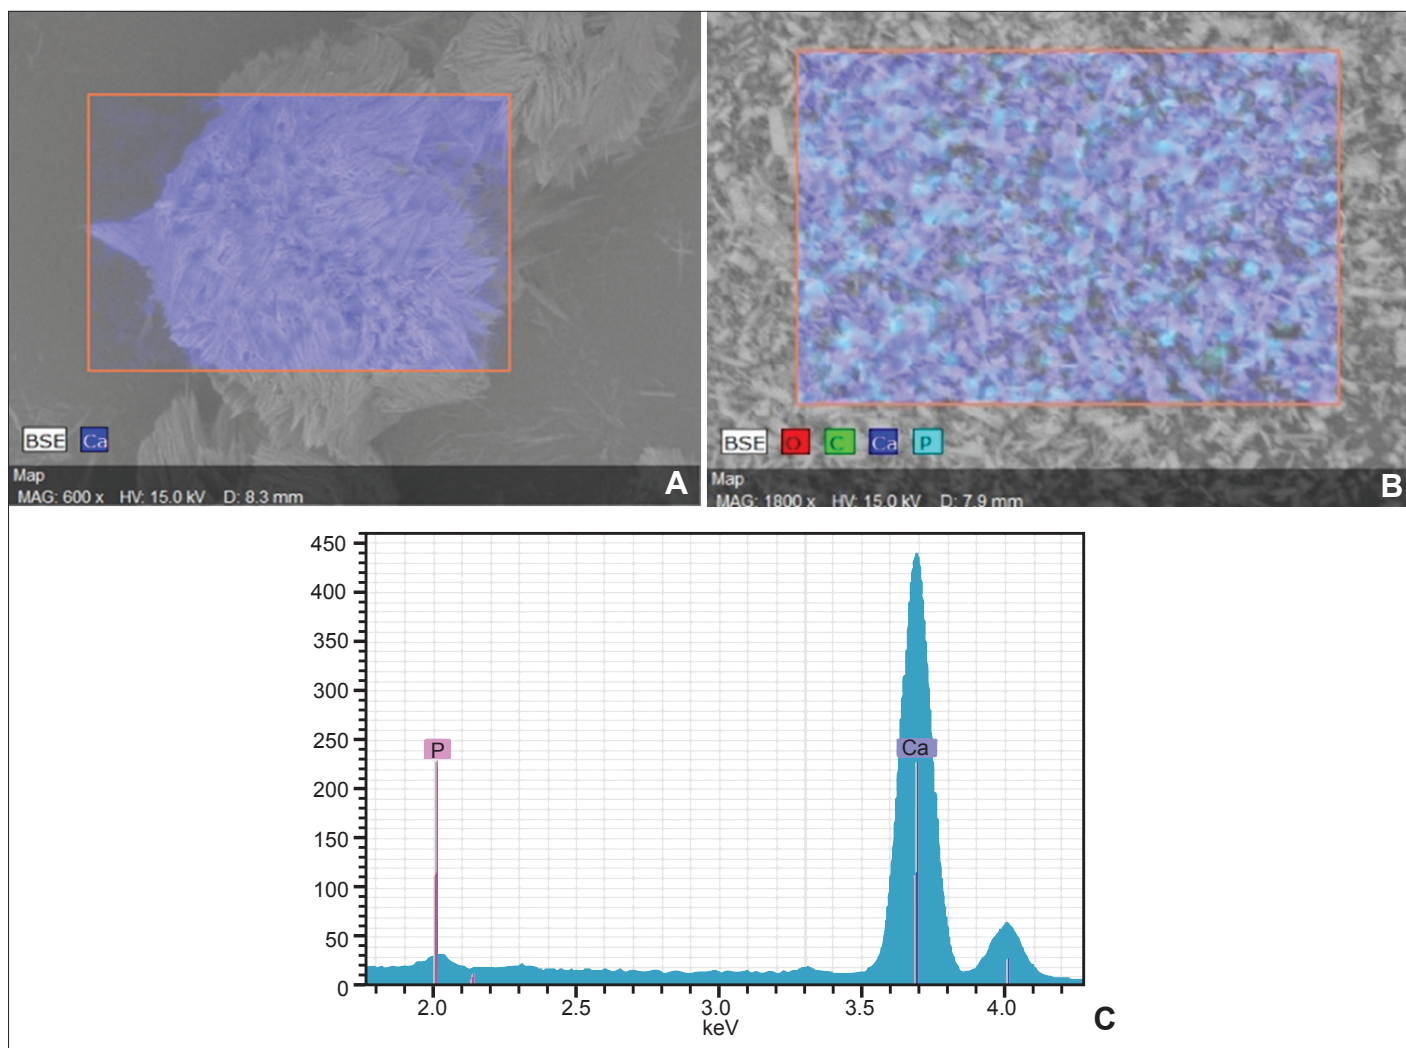 BSE Ca
Map
MAG: 600 x HV: 15.0 kV D: 8.3 mm
A
BSE O C Ca P
Map
MAG: 1800 x HV: 15.0 kV D: 7.9 mm
B
450
400
350
300
250
200
150
100
50
0
P
Ca
2.0 2.5 3.0 3.5 4.0
keV
C